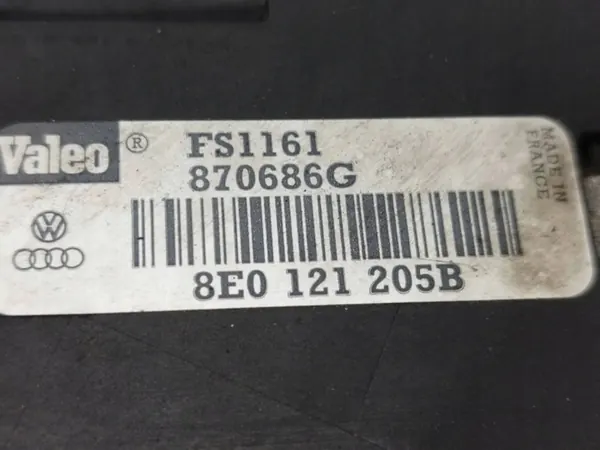 Valeo ® FS1161
870686G
8E0 121 205B
MADE IN
FRANCE